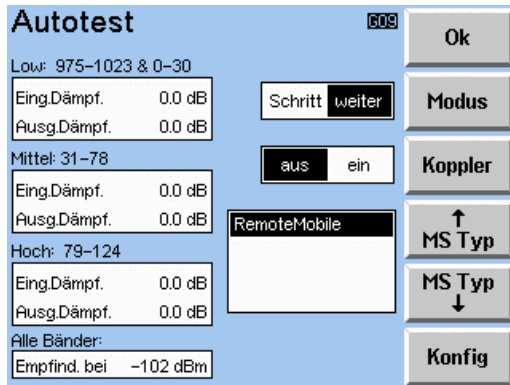 Autotest
G09
Low: 975-1023 & 0-30
Eing.Dämpf. 0.0 dB
Ausg.Dämpf. 0.0 dB
Mittel: 31-78
Eing.Dämpf. 0.0 dB
Ausg.Dämpf. 0.0 dB
Hoch: 79-124
Eing.Dämpf. 0.0 dB
Ausg.Dämpf. 0.0 dB
Alle Bänder:
Empfind. bei -102 dBm
Schritt weiter
aus ein
RemoteMobile
Ok
Modus
Koppler
↑
MS Typ
MS Typ
↓
Konfig